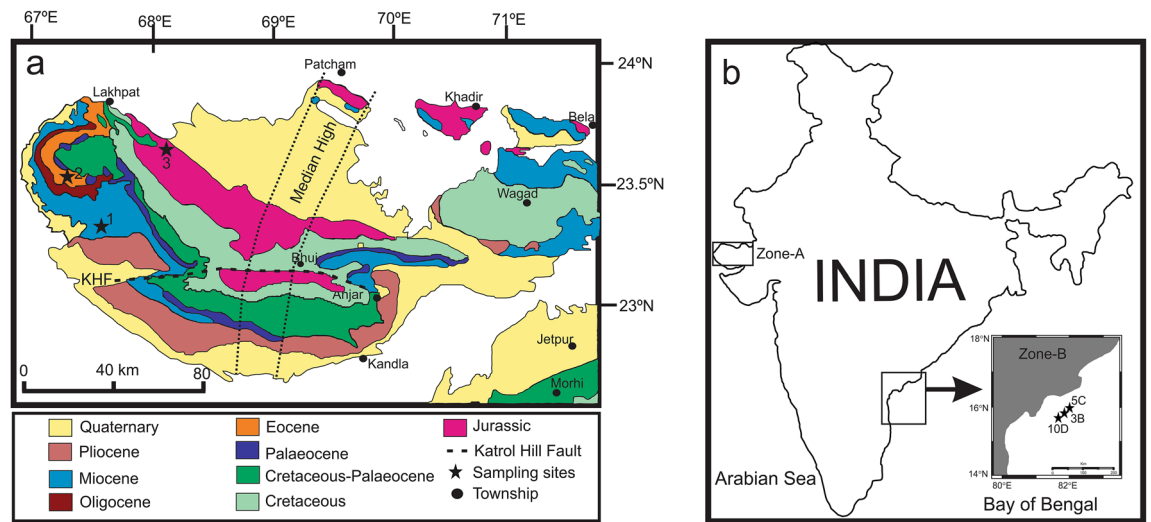 67ºE 68ºE 69ºE 70ºE 71ºE
a
Patcham
24ºN
Lakhpat
Khadir
Bela
3
Median High
2
23.5ºN
Wagad
1
Bhuj
KHF
Anjar
23ºN
Jetpur
Kandla
0 40 km 80
Morhi
Quaternary
Pliocene
Miocene
Oligocene
Eocene
Palaeocene
Cretaceous-Palaeocene
Cretaceous
Jurassic
Katrol Hill Fault
Sampling sites
Township
b
Zone-A
INDIA
18ºN
Zone-B
16ºN
5C
3B
10D
14ºN
80ºE 82ºE
Arabian Sea
Bay of Bengal